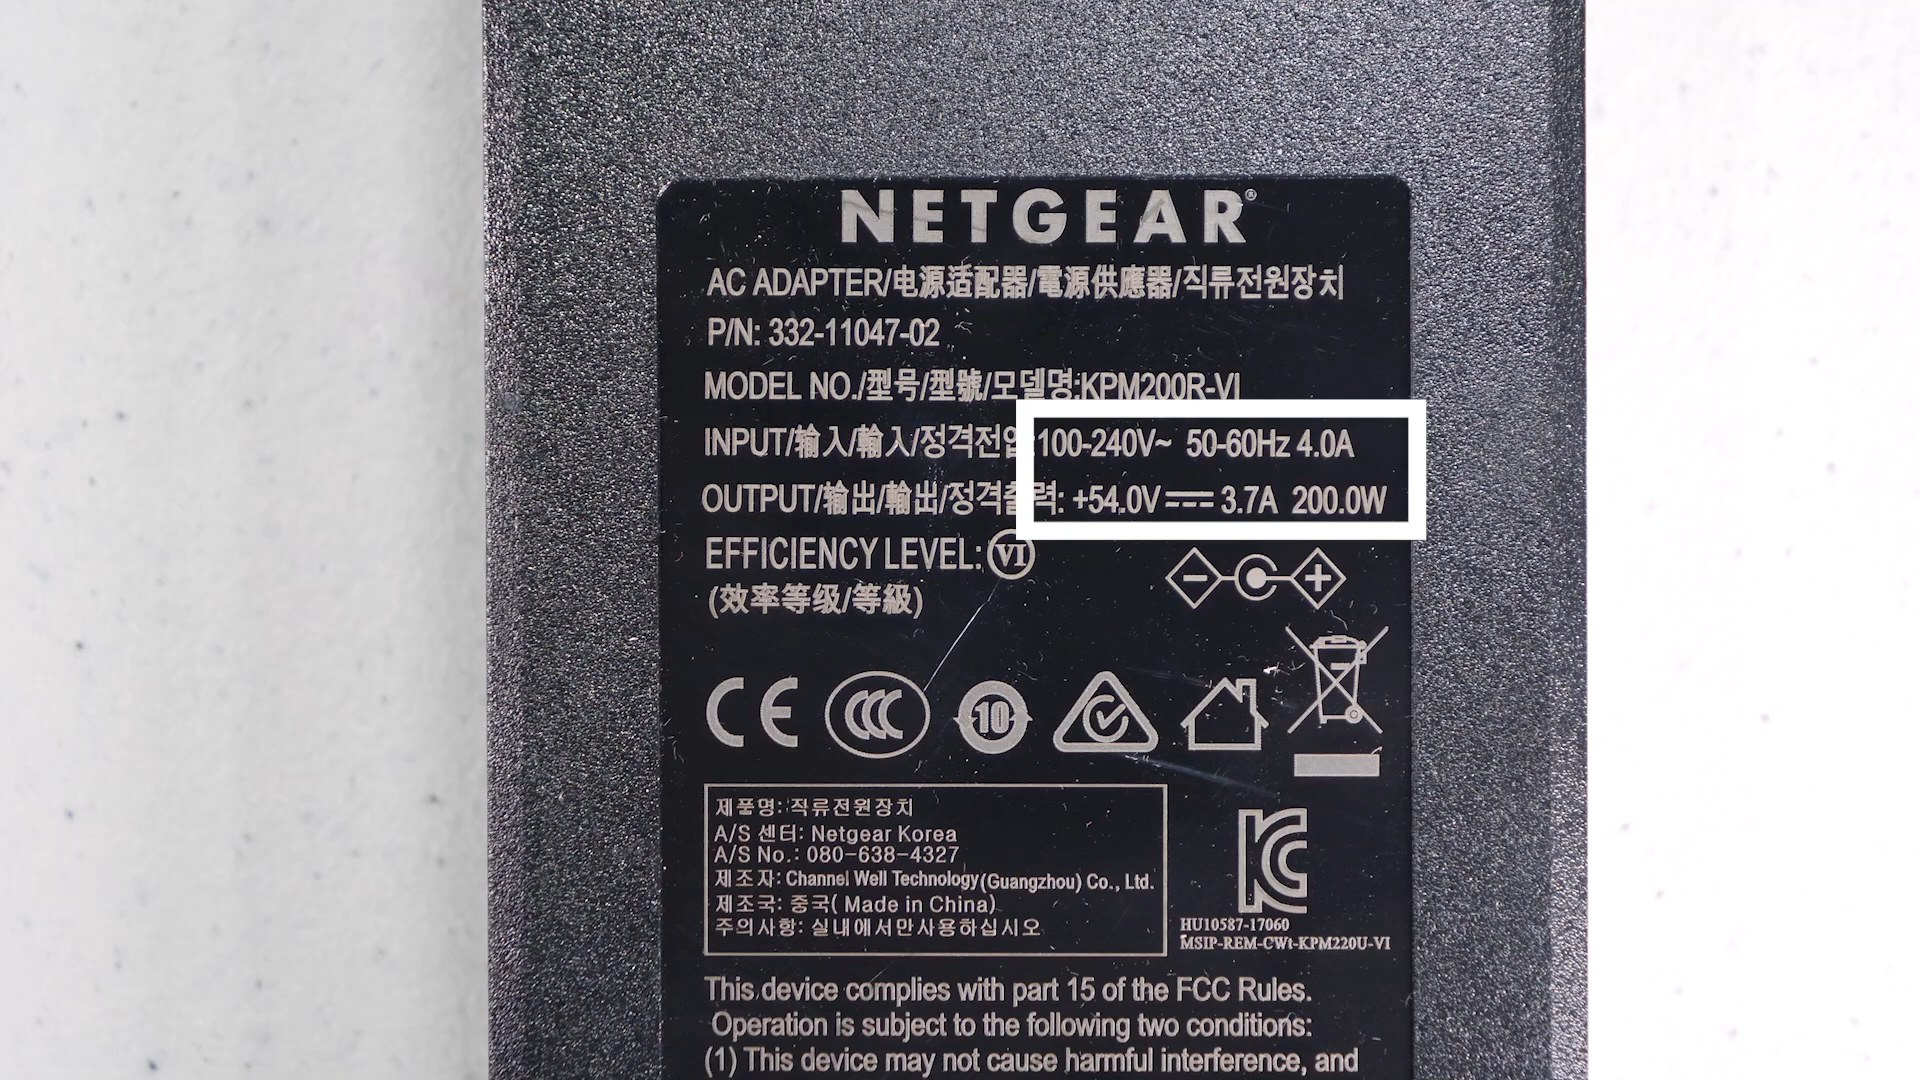 NETGEAR®
AC ADAPTER/电源适配器/電源供應器/직류전원장치
P/N: 332-11047-02
MODEL NO./型号/型號/모델명:KPM200R-VI
INPUT/输入/輸入/정격전압:100-240V~ 50-60Hz 4.0A
OUTPUT/输出/輸出/정격출력: +54.0V⎓3.7A 200.0W
EFFICIENCY LEVEL: VI
(效率等级/等級)
- +
CE CCC 10
제품명: 직류전원장치
A/S 센터: Netgear Korea
A/S No.: 080-638-4327
제조자: Channel Well Technology(Guangzhou) Co., Ltd.
제조국: 중국( Made in China)
주의사항: 실내에서만사용하십시오
KC
HU10587-17060
MSIP-REM-CWt-KPM220U-VI
This device complies with part 15 of the FCC Rules.
Operation is subject to the following two conditions:
(1) This device may not cause harmful interference, and